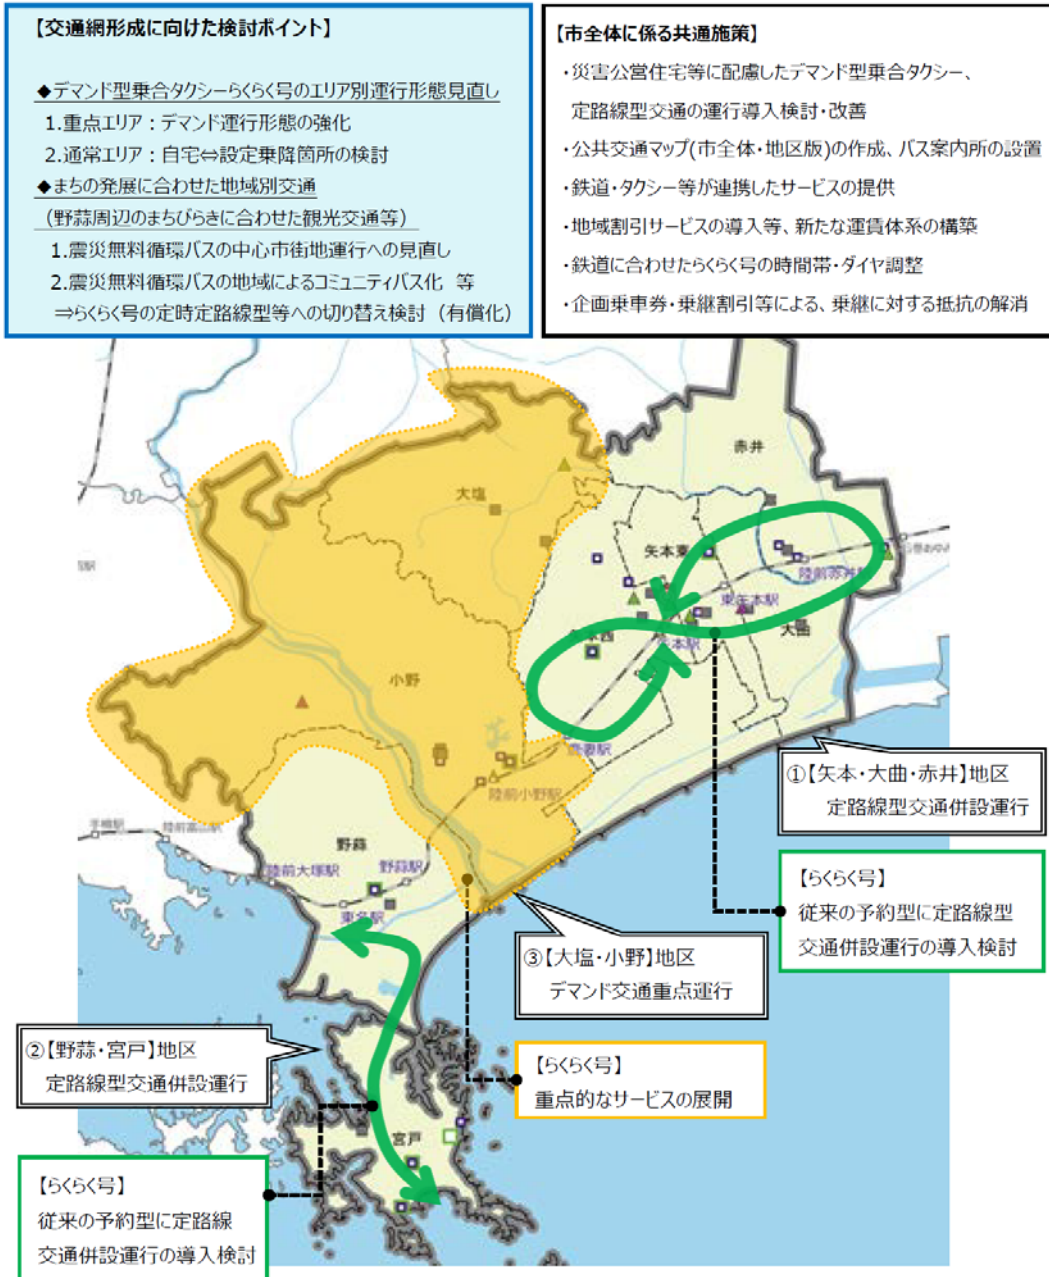 【交通網形成に向けた検討ポイント】
◆デマンド型乗合タクシーらくらく号のエリア別運行形態見直し
1.重点エリア：デマンド運行形態の強化
2.通常エリア：自宅⇔設定乗降箇所の検討
◆まちの発展に合わせた地域別交通
（野蒜周辺のまちびらきに合わせた観光交通等）
1.震災無料循環バスの中心市街地運行への見直し
2.震災無料循環バスの地域によるコミュニティバス化 等
⇒らくらく号の定時定路線型等への切り替え検討（有償化）
【市全体に係る共通施策】
・災害公営住宅等に配慮したデマンド型乗合タクシー、
定路線型交通の運行導入検討・改善
・公共交通マップ(市全体・地区版)の作成、バス案内所の設置
・鉄道・タクシー等が連携したサービスの提供
・地域割引サービスの導入等、新たな運賃体系の構築
・鉄道に合わせたらくらく号の時間帯・ダイヤ調整
・企画乗車券・乗継割引等による、乗継に対する抵抗の解消
赤井
大塩
矢本東
陸前赤井駅
東矢本駅
大曲
矢本西
矢本駅
小野
陸前小野駅
野蒜
陸前大塚駅
野蒜駅
東名駅
①【矢本・大曲・赤井】地区
定路線型交通併設運行
【らくらく号】
従来の予約型に定路線型
交通併設運行の導入検討
③【大塩・小野】地区
デマンド交通重点運行
②【野蒜・宮戸】地区
定路線型交通併設運行
【らくらく号】
重点的なサービスの展開
宮戸
【らくらく号】
従来の予約型に定路線
交通併設運行の導入検討